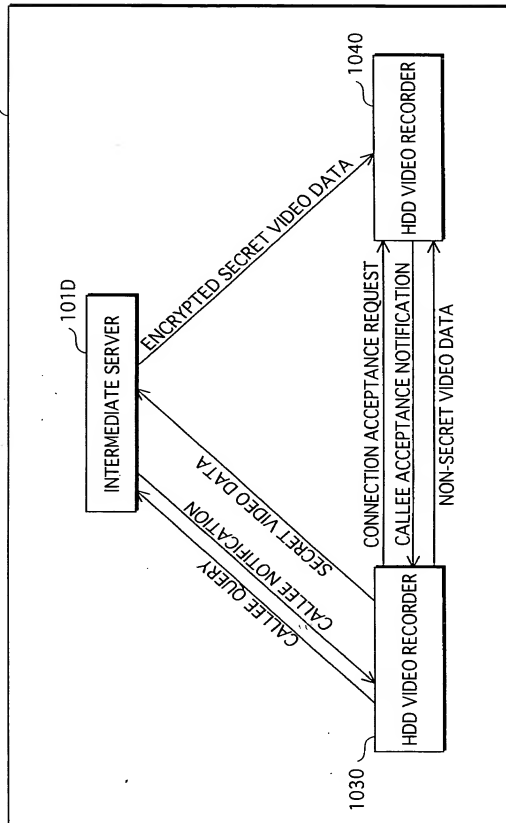 101D
INTERMEDIATE SERVER
CALLEE QUERY
CALLEE NOTIFICATION
SECRET VIDEO DATA
ENCRYPTED SECRET VIDEO DATA
1030
HDD VIDEO RECORDER
CONNECTION ACCEPTANCE REQUEST
CALLEE ACCEPTANCE NOTIFICATION
NON-SECRET VIDEO DATA
1040
HDD VIDEO RECORDER